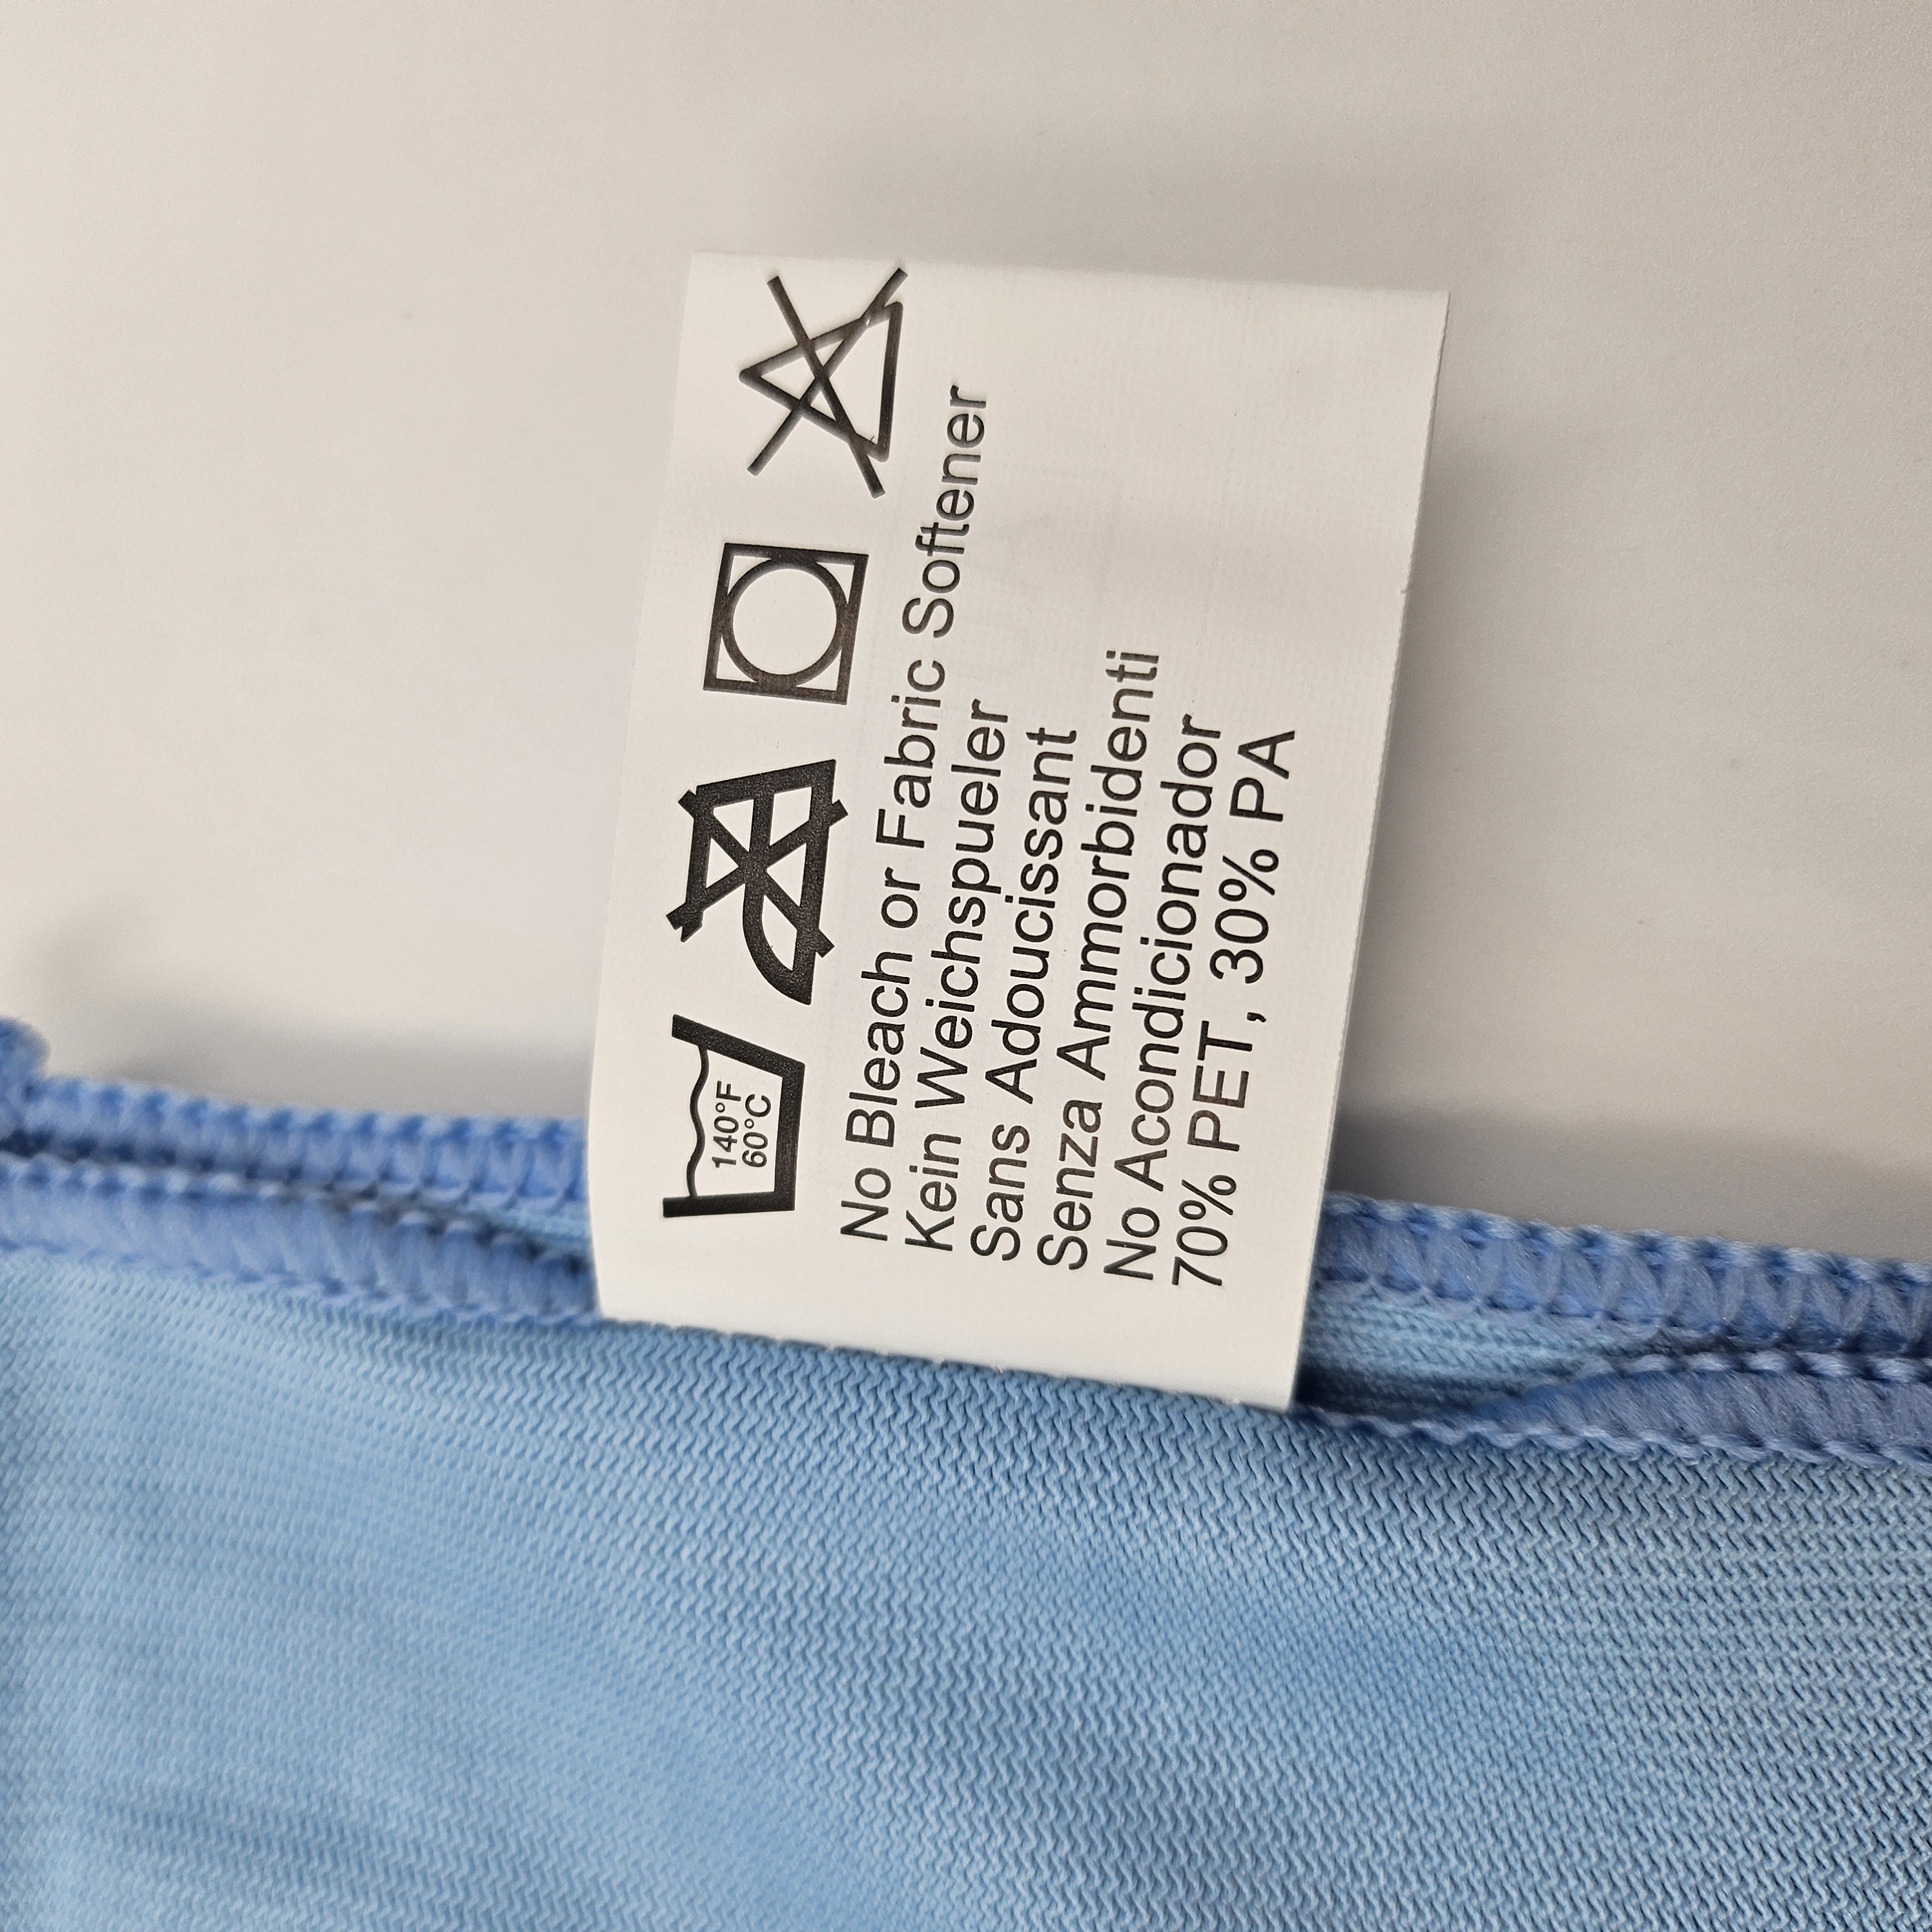 140°F
60°C
No Bleach or Fabric Softener
Kein Weichspueler
Sans Adoucissant
Senza Ammorbidenti
No Acondicionador
70% PET, 30% PA